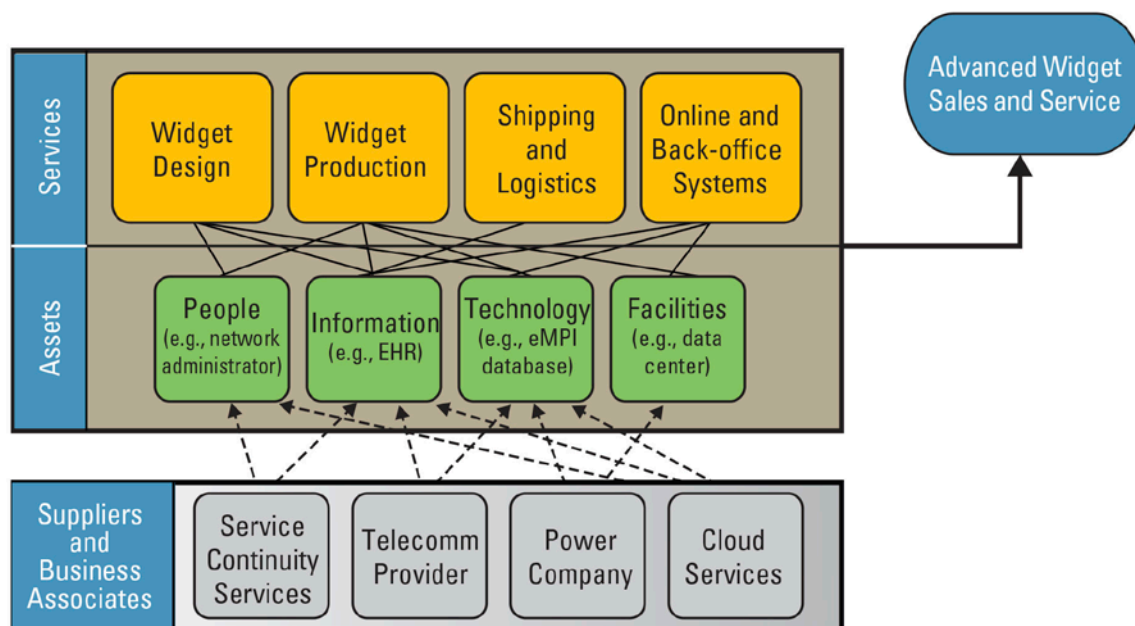 Services
Widget
Design
Widget
Production
Shipping
and
Logistics
Online and
Back-office
Systems
Advanced Widget
Sales and Service
Assets
People
(e.g., network
administrator)
Information
(e.g., EHR)
Technology
(e.g., eMPI
database)
Facilities
(e.g., data
center)
Suppliers
and
Business
Associates
Service
Continuity
Services
Telecomm
Provider
Power
Company
Cloud
Services